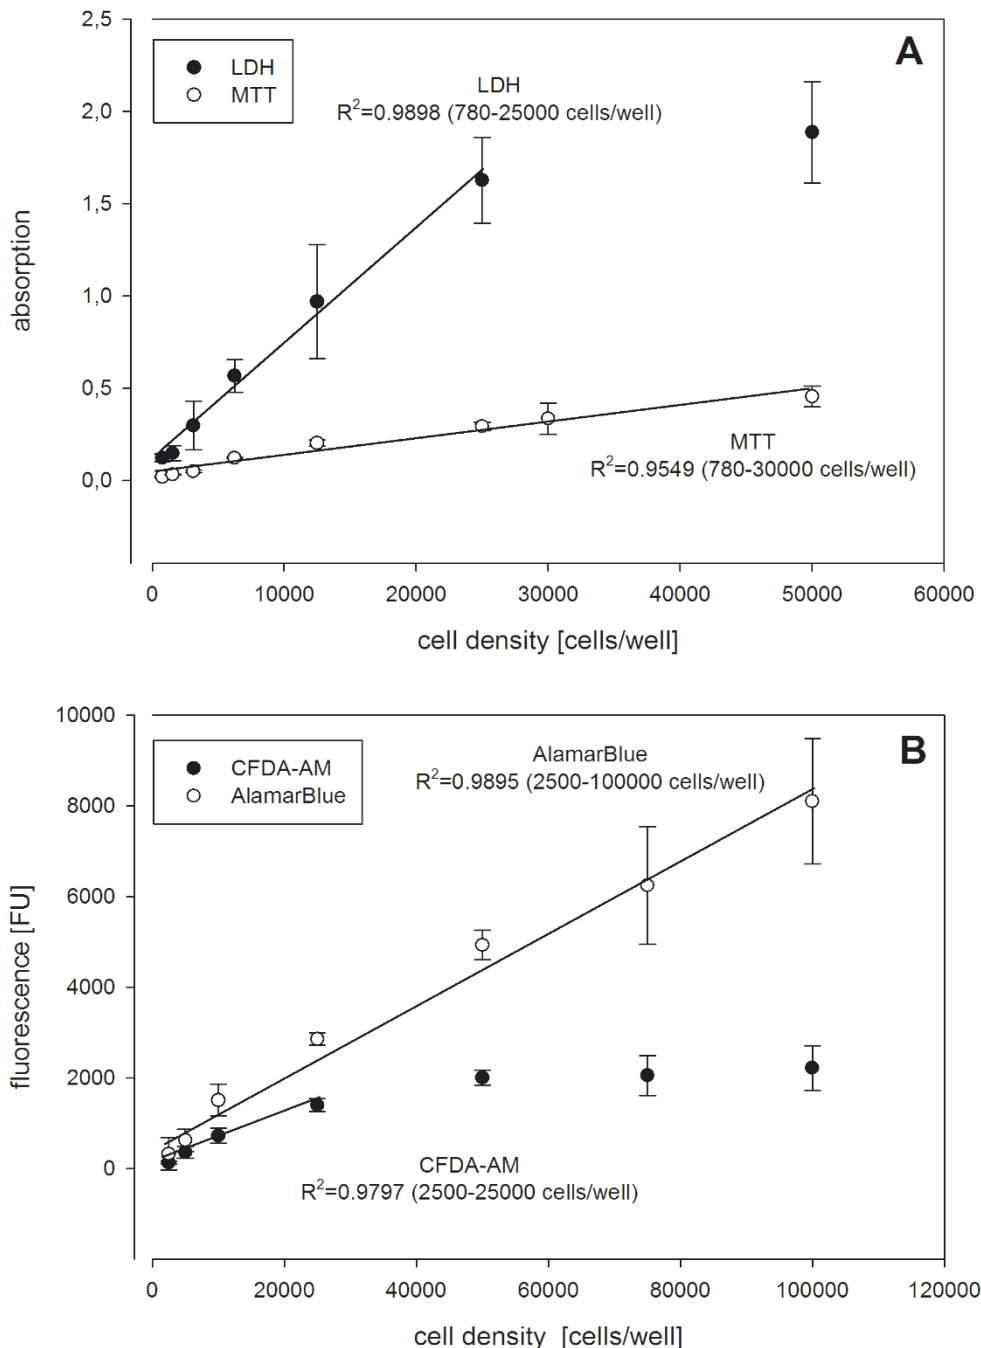 2,5
A
LDH
MTT
LDH
R²=0.9898 (780-25000 cells/well)
2,0
1,5
1,0
0,5
0,0
absorption
MTT
R²=0.9549 (780-30000 cells/well)
0 10000 20000 30000 40000 50000 60000
cell density [cells/well]
10000
B
CFDA-AM
AlamarBlue
AlamarBlue
R²=0.9895 (2500-100000 cells/well)
8000
6000
4000
2000
0
fluorescence [FU]
CFDA-AM
R²=0.9797 (2500-25000 cells/well)
0 20000 40000 60000 80000 100000 120000
cell density [cells/well]